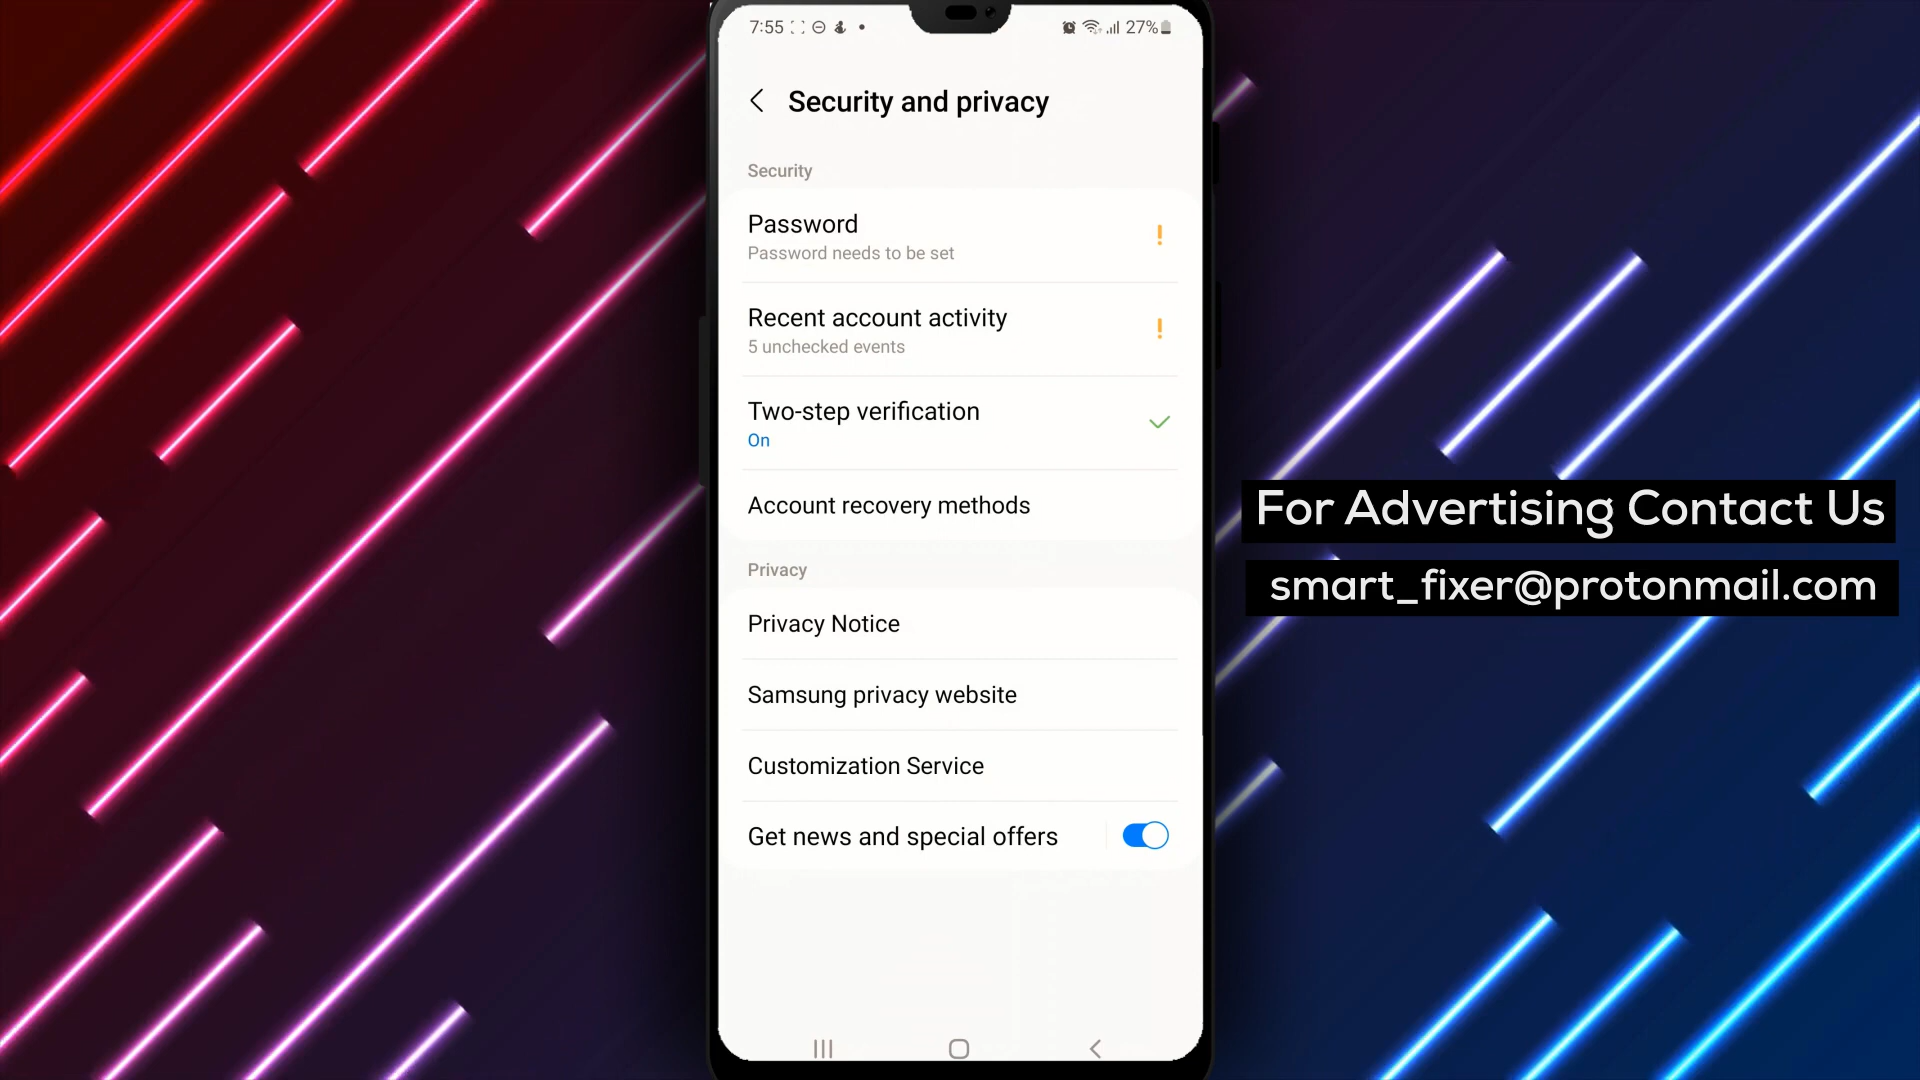 7:55
27%
Security and privacy
Security
Password
Password needs to be set
Recent account activity
5 unchecked events
Two-step verification
On
Account recovery methods
Privacy
Privacy Notice
Samsung privacy website
Customization Service
Get news and special offers
For Advertising Contact Us
smart_fixer@protonmail.com